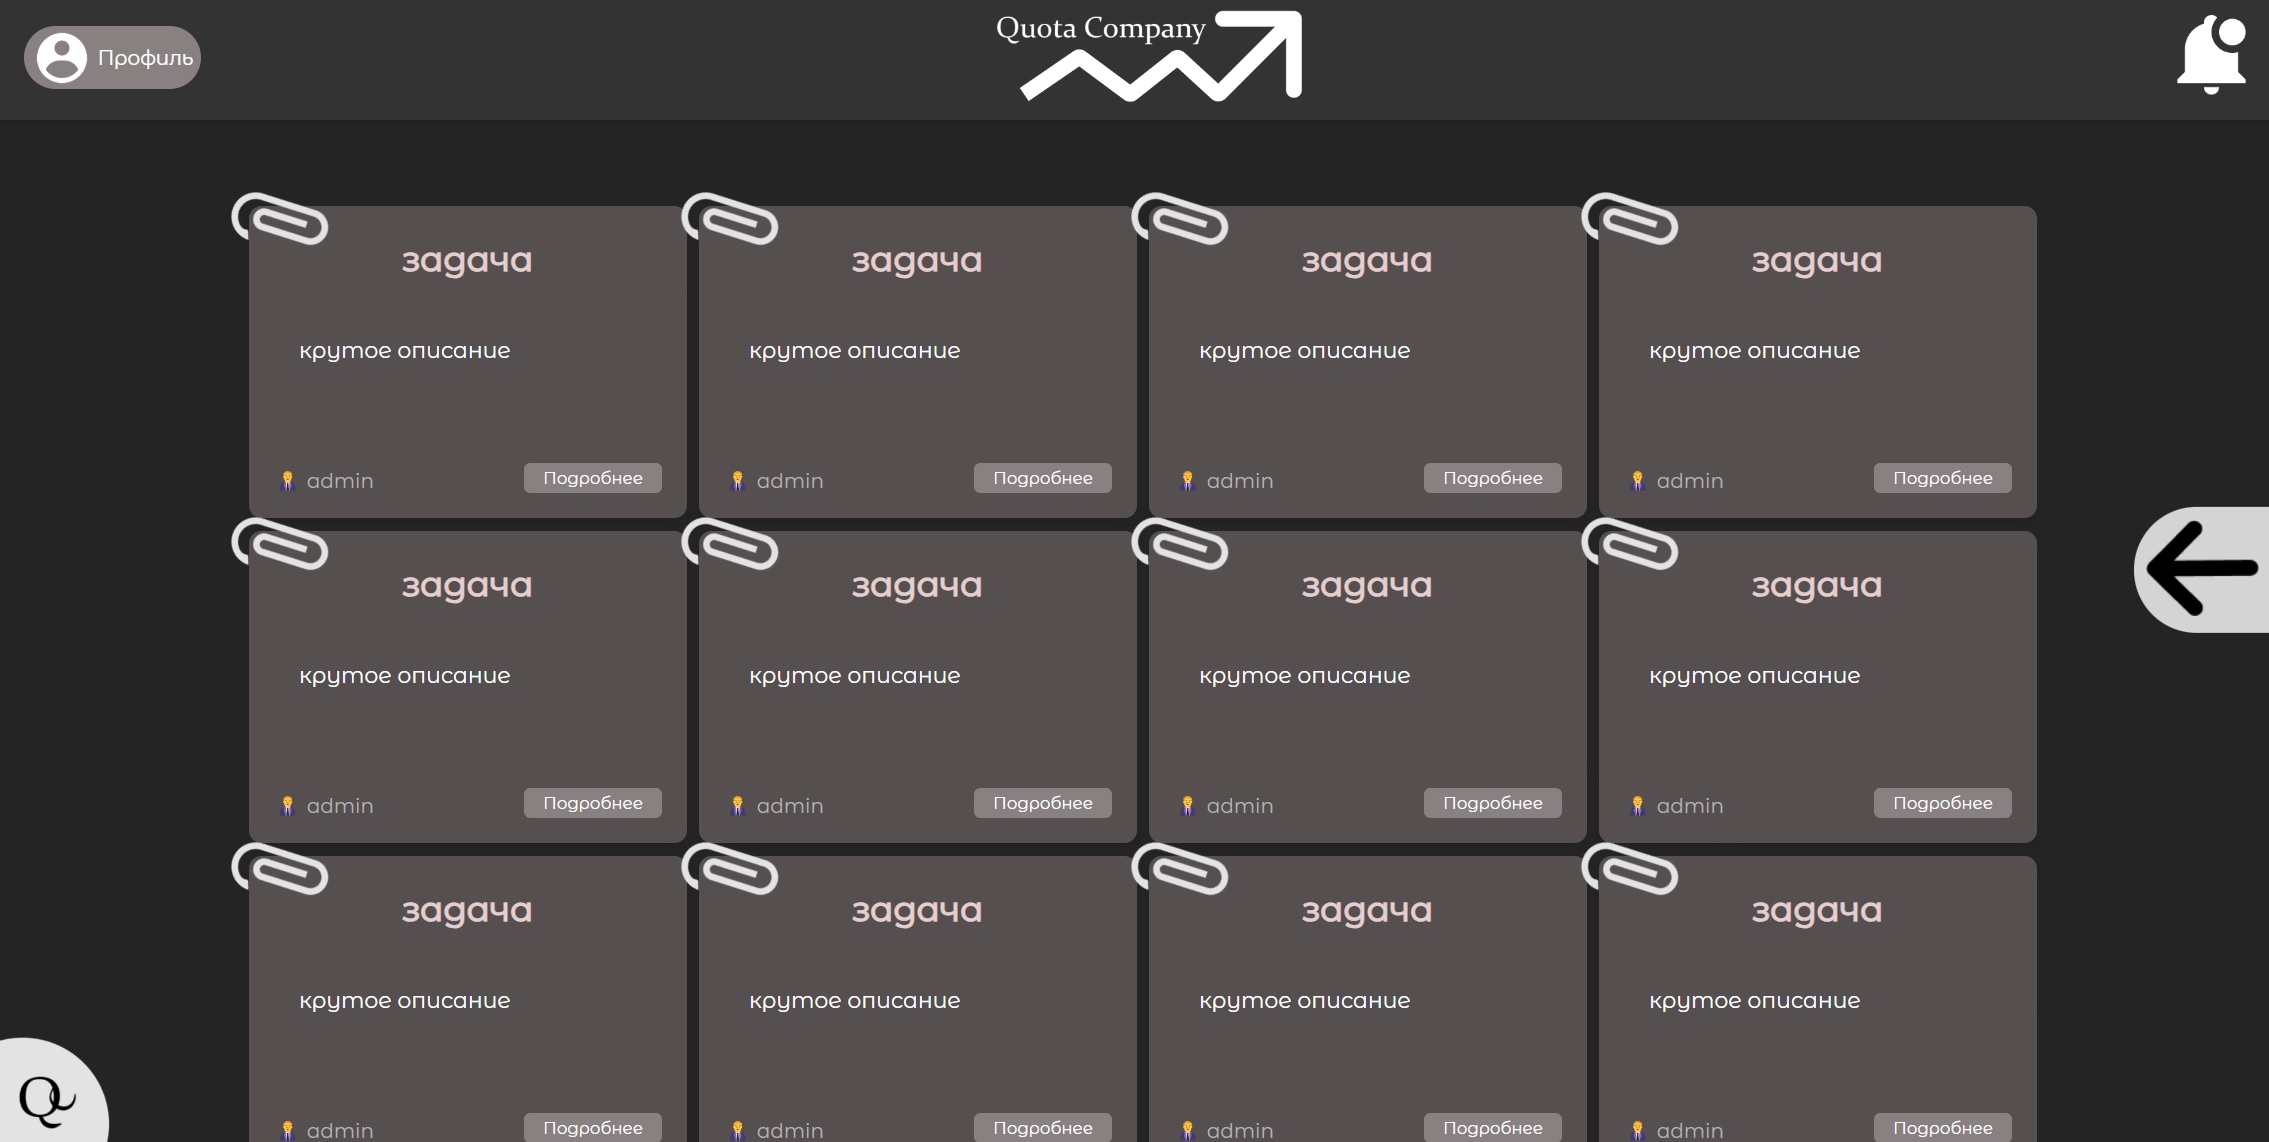 Профиль
Quota Company
задача задача задача задача
крутое описание крутое описание крутое описание крутое описание
admin Подробнее admin Подробнее admin Подробнее admin Подробнее
задача задача задача задача
крутое описание крутое описание крутое описание крутое описание
admin Подробнее admin Подробнее admin Подробнее admin Подробнее
задача задача задача задача
крутое описание крутое описание крутое описание крутое описание
Q
admin Подробнее admin Подробнее admin Подробнее admin Подробнее